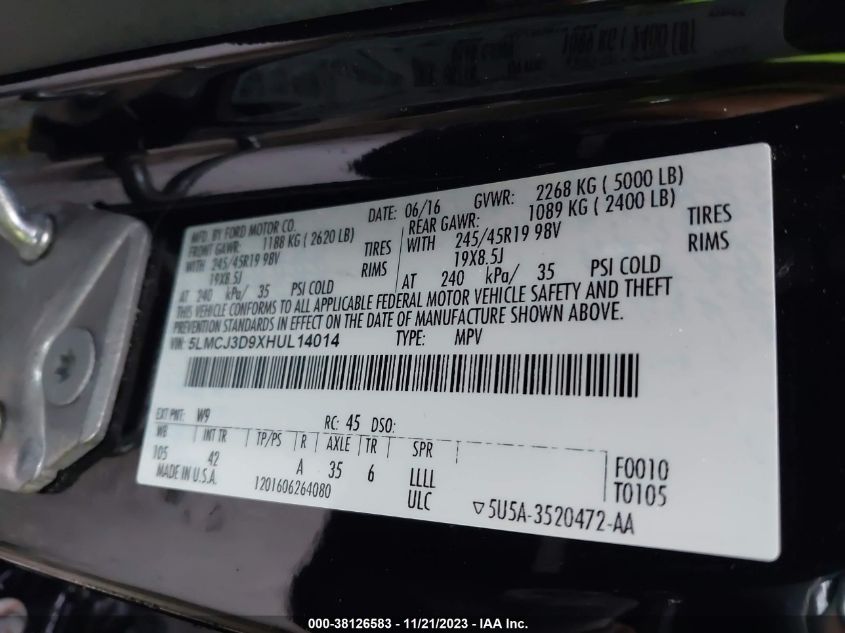 MFD. BY FORD MOTOR CO.
DATE: 06/16 GVWR: 2268 KG ( 5000 LB)
FRONT GAWR: 1188 KG ( 2620 LB) REAR GAWR: 1089 KG ( 2400 LB)
WITH 245/45R19 98V TIRES WITH 245/45R19 98V TIRES
19X8.5J RIMS 19X8.5J RIMS
AT 240 kPa/ 35 PSI COLD AT 240 kPa/ 35 PSI COLD
THIS VEHICLE CONFORMS TO ALL APPLICABLE FEDERAL MOTOR VEHICLE SAFETY AND THEFT
PREVENTION STANDARDS IN EFFECT ON THE DATE OF MANUFACTURE SHOWN ABOVE.
VIN: 5LMCJ3D9XHUL14014 TYPE: MPV
EXT PNT: W9 RC: 45 DSO:
WB INT TR TP/PS R AXLE TR SPR
105 42 A 35 6 LLLL F0010
MADE IN U.S.A. 1201606264080 ULC T0105
▽5U5A-3520472-AA
000-38126583 - 11/21/2023 - IAA Inc.